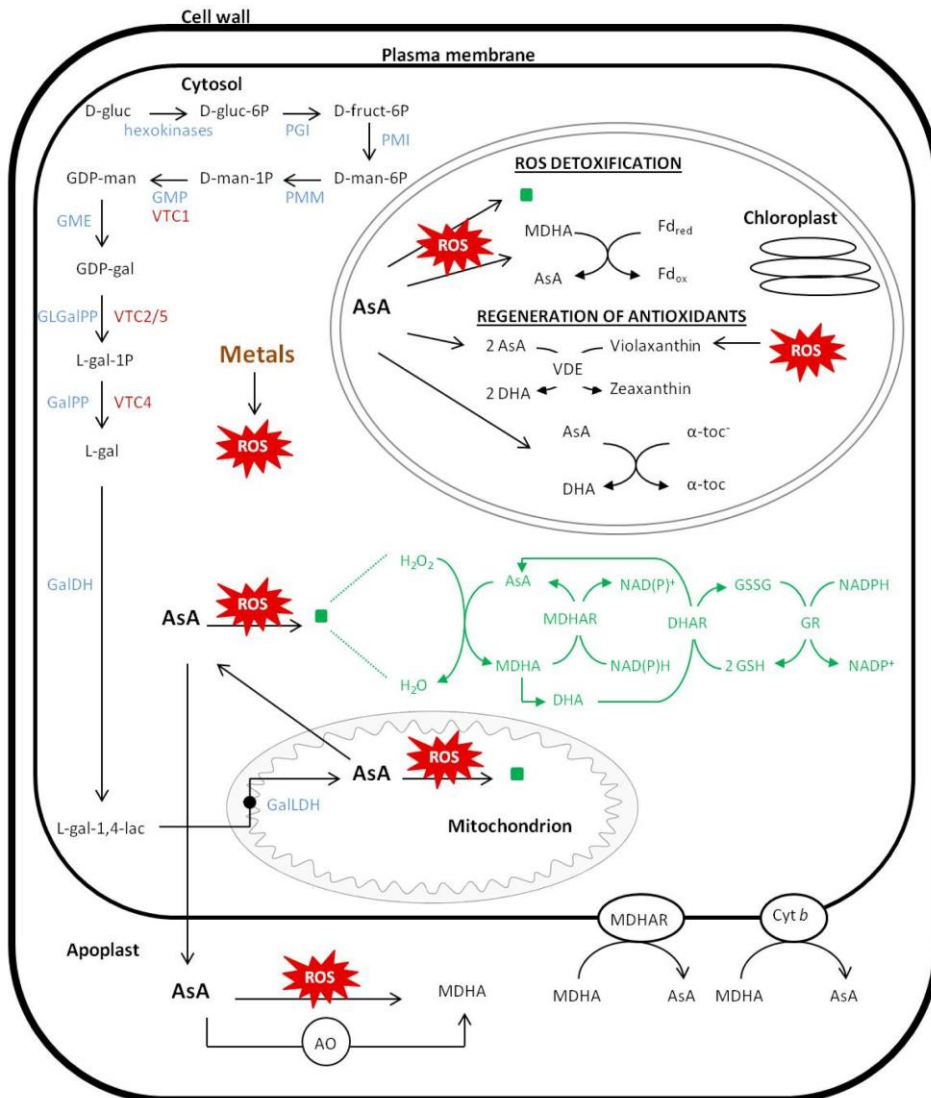 Cell wall
Plasma membrane
Cytosol
D-gluc D-gluc-6P D-fruct-6P
hexokinases PGI
PMI
GDP-man D-man-1P D-man-6P
GMP PMM
VTC1
GME
GDP-gal
GLGalPP VTC2/5
L-gal-1P
GalPP VTC4
L-gal
GalDH
L-gal-1,4-lac
Metals
ROS
ROS DETOXIFICATION
Chloroplast
ROS
MDHA Fdred
AsA Fdox
AsA
REGENERATION OF ANTIOXIDANTS
2 AsA Violaxanthin
ROS
VDE
2 DHA Zeaxanthin
AsA α-toc⁻
DHA α-toc
AsA
ROS
H₂O₂
H₂O
AsA NAD(P)⁺ GSSG NADPH
MDHAR DHAR GR
MDHA NAD(P)H 2 GSH NADP⁺
DHA
AsA
ROS
GalLDH
Mitochondrion
Apoplast
AsA
ROS
MDHA
AO
MDHAR
MDHA AsA
Cyt b
MDHA AsA